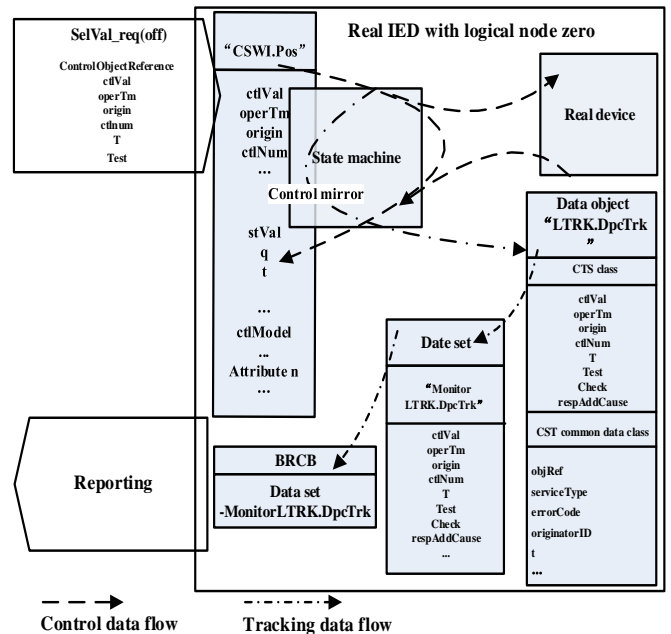 SelVal_req(off)
ControlObjectReference
ctlVal
operTm
origin
ctlnum
T
Test
Real IED with logical node zero
“CSWI.Pos”
ctlVal
operTm
origin
ctlNum
...
stVal
q
t
...
ctlModel
...
Attribute n
...
State machine
Control mirror
Real device
Data object
“LTRK.DpcTrk
”
CTS class
ctlVal
operTm
origin
ctlNum
T
Test
Check
respAddCause
CST common data class
objRef
serviceType
errorCode
originatorID
t
...
Date set
“Monitor
LTRK.DpcTrk”
ctlVal
operTm
origin
ctlNum
T
Test
Check
respAddCause
...
BRCB
Data set
-MonitorLTRK.DpcTrk
Reporting
Control data flow
Tracking data flow